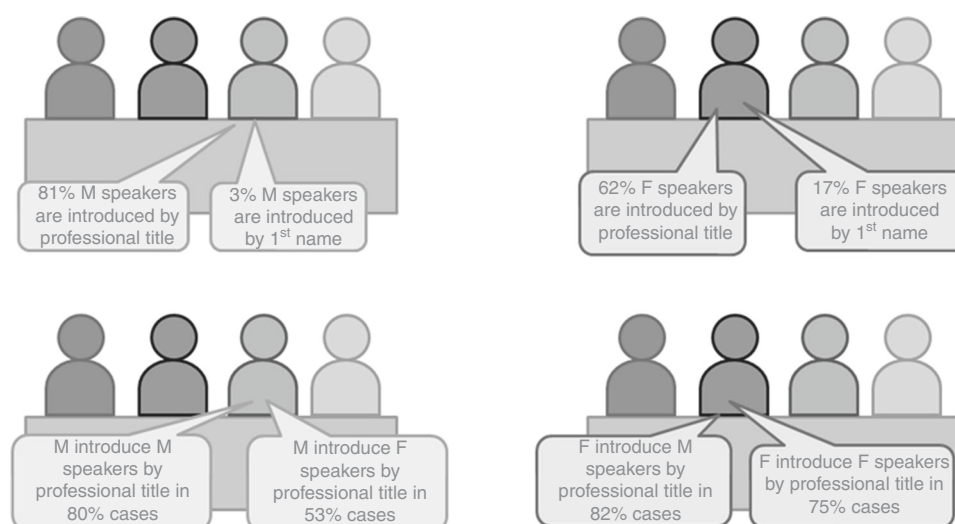 81% M speakers
are introduced by
professional title
3% M speakers
are introduced
by 1st name
62% F speakers
are introduced by
professional title
17% F speakers
are introduced
by 1st name
M introduce M
speakers by
professional title in
80% cases
M introduce F
speakers by
professional title in
53% cases
F introduce M
speakers by
professional title in
82% cases
F introduce F speakers
by professional title in
75% cases